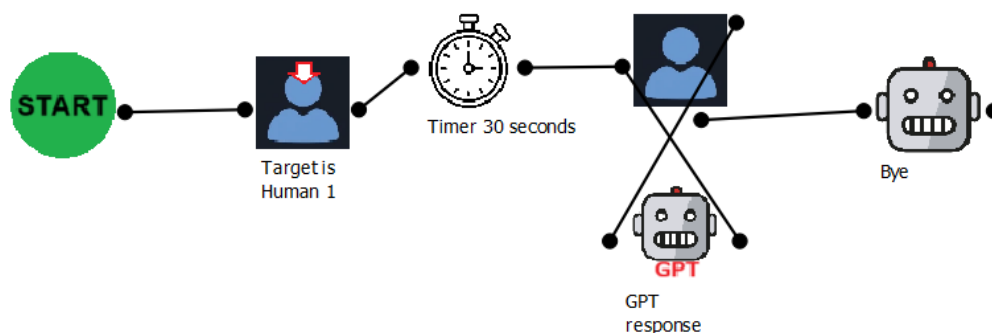 START
Target is
Human 1
Timer 30 seconds
Bye
GPT
GPT
response